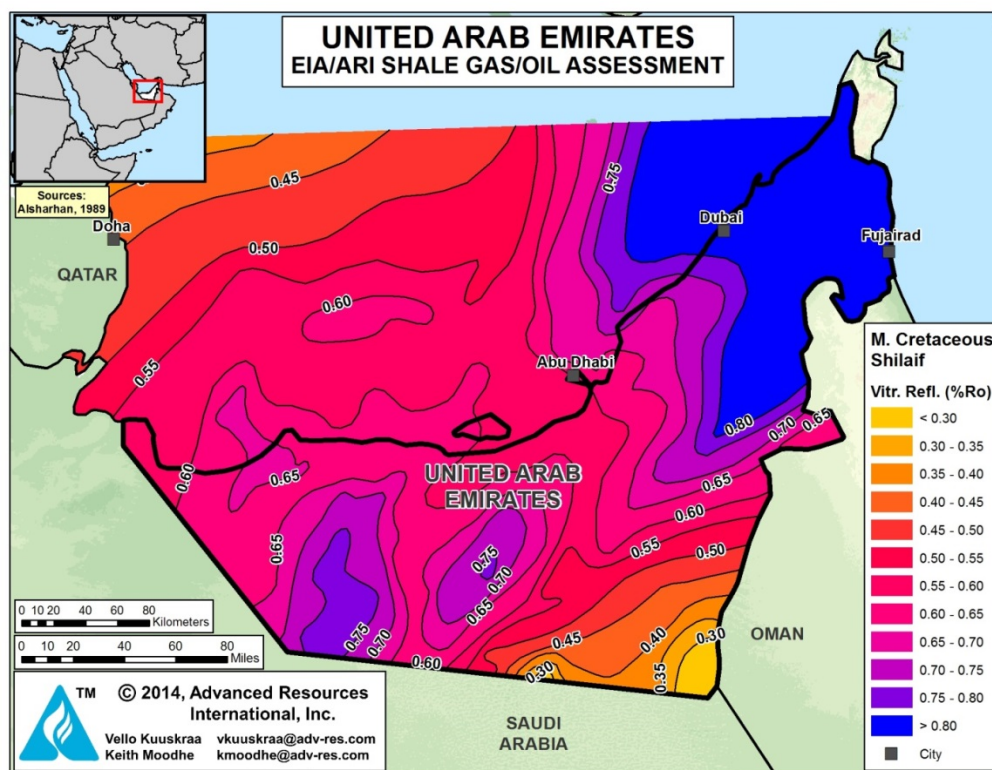 UNITED ARAB EMIRATES
EIA/ARI SHALE GAS/OIL ASSESSMENT
Sources:
Alsharhan, 1989
Doha
QATAR
Dubai
Fujairad
Abu Dhabi
UNITED ARAB
EMIRATES
OMAN
SAUDI
ARABIA
0.45
0.50
0.75
0.60
0.55
0.60
0.65
0.80
0.70
0.65
0.65
0.60
0.55
0.50
0.65
0.75
0.70
0.65
0.75
0.70
0.60
0.45
0.40
0.30
0.30
0.35
M. Cretaceous
Shilaif
Vitr. Refl. (%Ro)
< 0.30
0.30 - 0.35
0.35 - 0.40
0.40 - 0.45
0.45 - 0.50
0.50 - 0.55
0.55 - 0.60
0.60 - 0.65
0.65 - 0.70
0.70 - 0.75
0.75 - 0.80
> 0.80
City
0 10 20 40 60 80
Kilometers
0 10 20 40 60 80
Miles
TM
© 2014, Advanced Resources
International, Inc.
Vello Kuuskraa vkuuskraa@adv-res.com
Keith Moodhe kmoodhe@adv-res.com